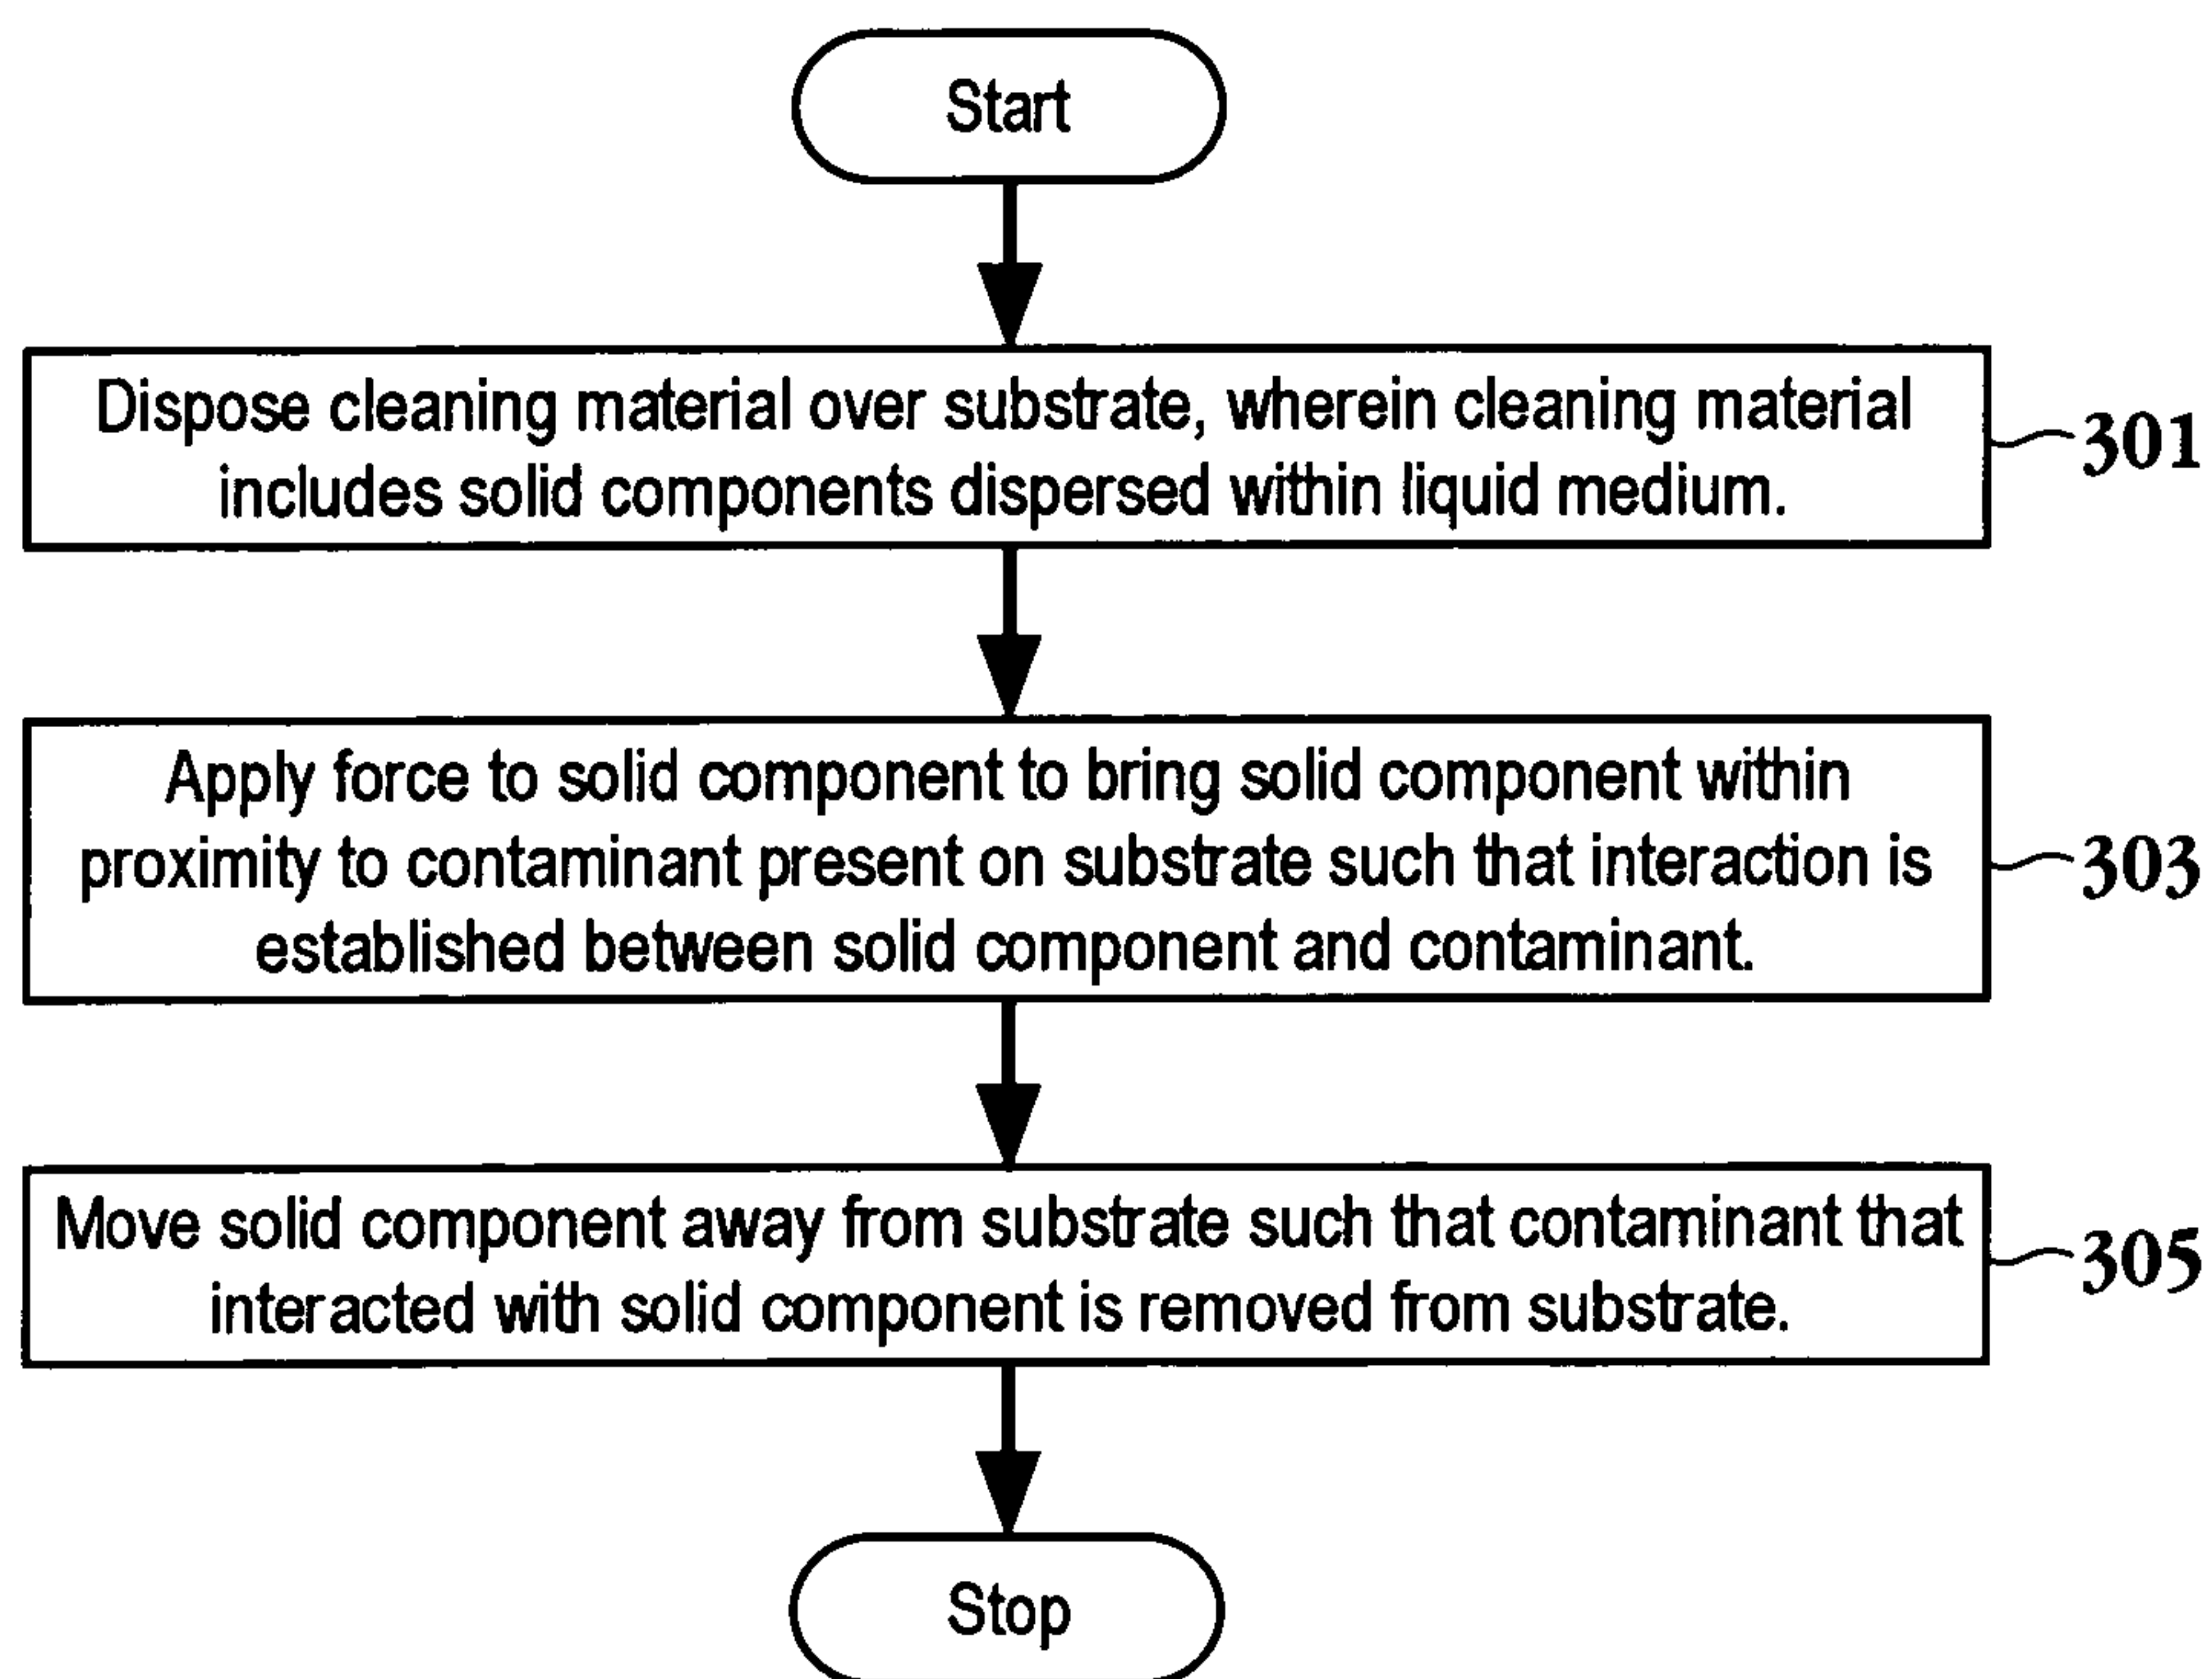 Start
Dispose cleaning material over substrate, wherein cleaning material
includes solid components dispersed within liquid medium.
301
Apply force to solid component to bring solid component within
proximity to contaminant present on substrate such that interaction is
established between solid component and contaminant.
303
Move solid component away from substrate such that contaminant that
interacted with solid component is removed from substrate.
305
Stop